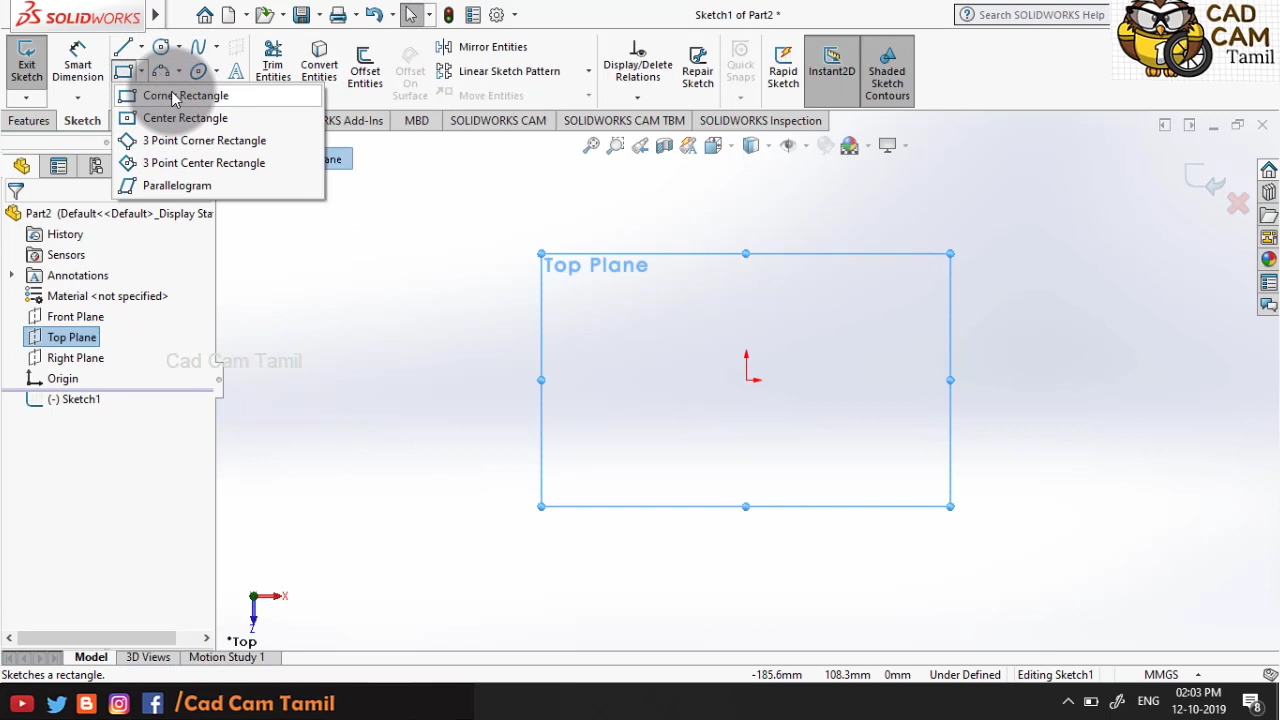 SOLIDWORKS
Sketch1 of Part2 *
Search SOLIDWORKS Help
CAD
CAM
Tamil
Exit
Sketch
Smart
Dimension
Trim
Entities
Convert
Entities
Offset
Entities
Offset
On
Surface
Mirror Entities
Linear Sketch Pattern
Move Entities
Display/Delete
Relations
Repair
Sketch
Quick
Snaps
Rapid
Sketch
Instant2D
Shaded
Sketch
Contours
Corner Rectangle
Center Rectangle
3 Point Corner Rectangle
3 Point Center Rectangle
Parallelogram
Features
Sketch
KS Add-Ins
MBD
SOLIDWORKS CAM
SOLIDWORKS CAM TBM
SOLIDWORKS Inspection
ane
Part2 (Default<<Default>_Display Sta
History
Sensors
Annotations
Material <not specified>
Front Plane
Top Plane
Right Plane
Origin
(-) Sketch1
Cad Cam Tamil
Top Plane
X
Z
*Top
Model
3D Views
Motion Study 1
Sketches a rectangle.
-185.6mm
108.3mm
0mm
Under Defined
Editing Sketch1
MMGS
/Cad Cam Tamil
ENG
02:03 PM
12-10-2019
8